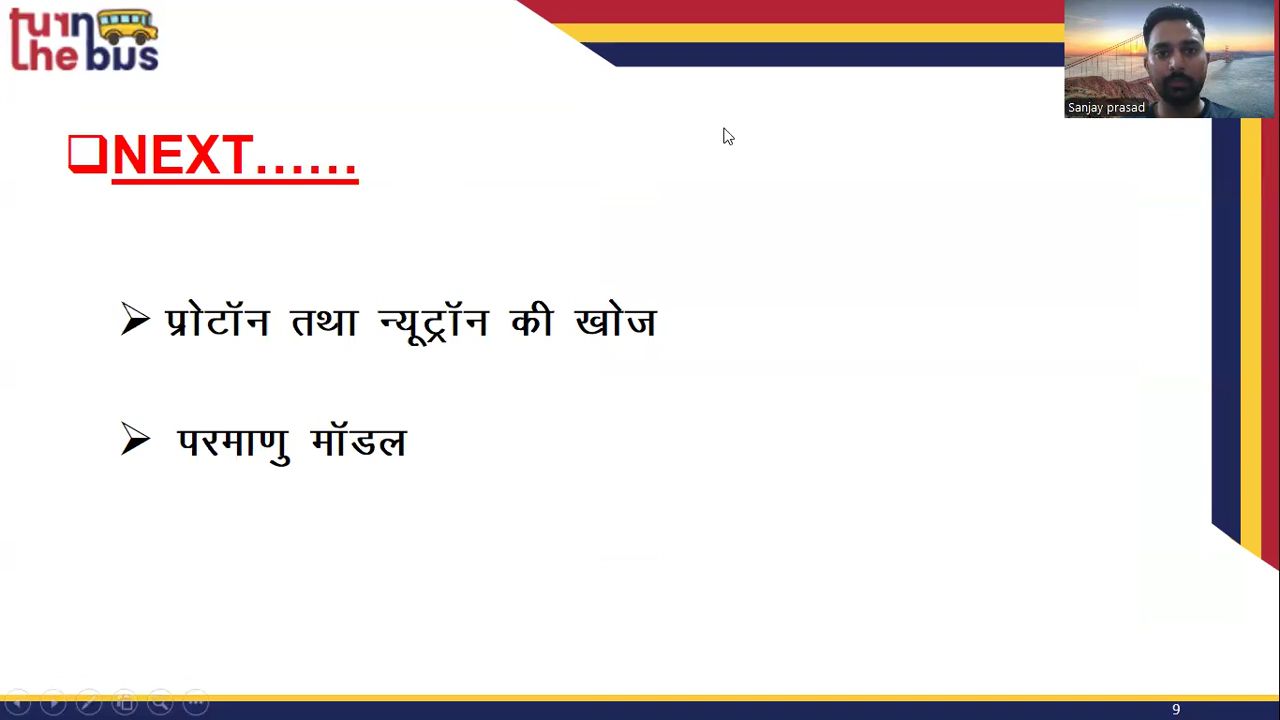 turn
the bus
Sanjay prasad
❑NEXT......
➢ प्रोटॉन तथा न्यूट्रॉन की खोज
➢ परमाणु मॉडल
9